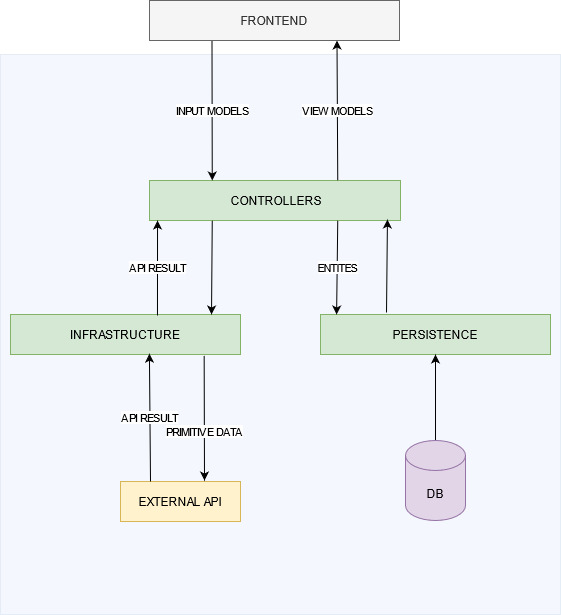 FRONTEND
INPUT MODELS
VIEW MODELS
CONTROLLERS
API RESULT
ENTITES
INFRASTRUCTURE
PERSISTENCE
API RESULT
PRIMITIVE DATA
EXTERNAL API
DB